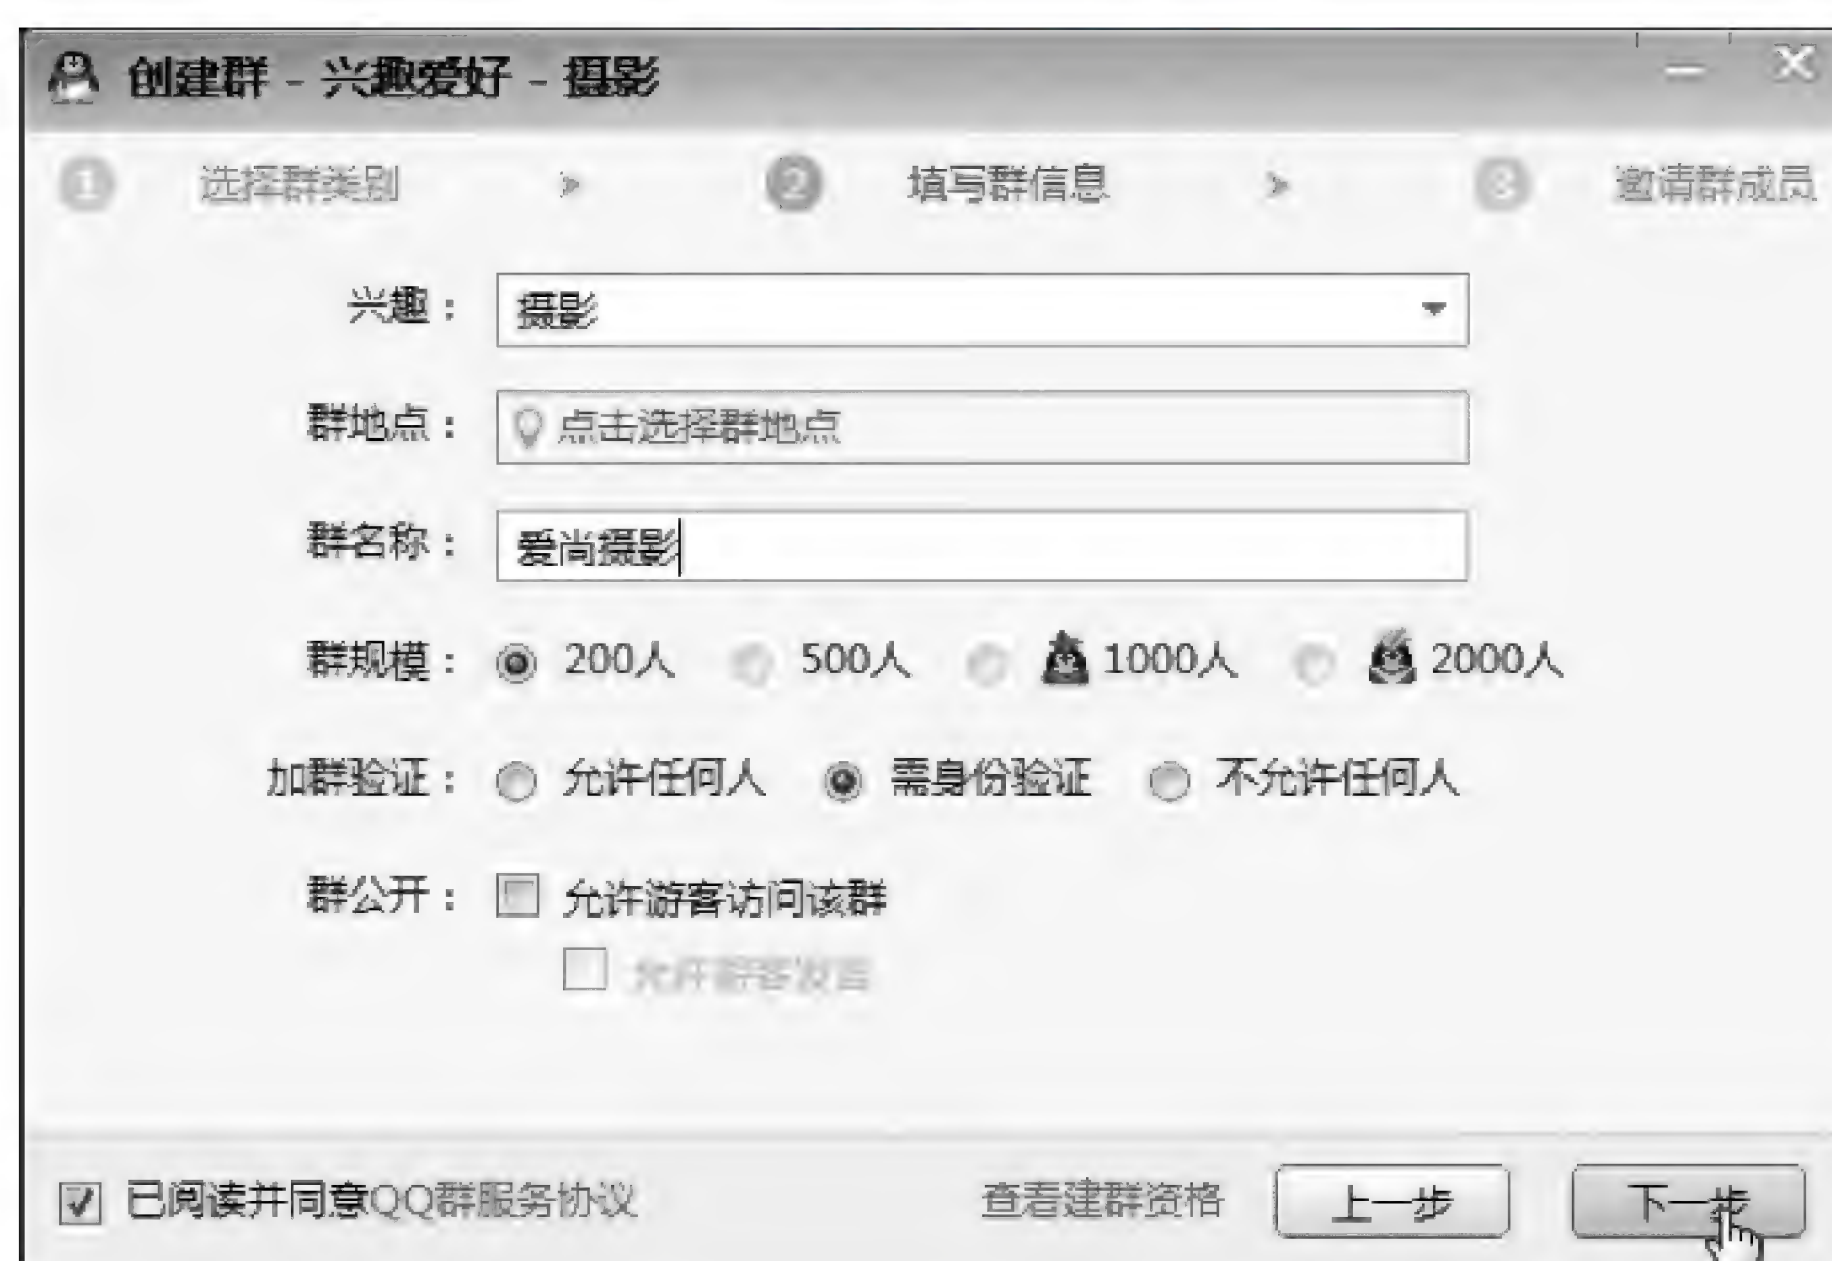 创建群 - 兴趣爱好 - 摄影
1 选择群类别 > 2 填写群信息 > 3 邀请群成员
兴趣： 摄影
群地点： 点击选择群地点
群名称： 爱尚摄影
群规模： 200人 500人 1000人 2000人
加群验证： 允许任何人 需身份验证 不允许任何人
群公开： 允许游客访问该群
允许游客发言
已阅读并同意QQ群服务协议 查看建群资格 上一步 下一步